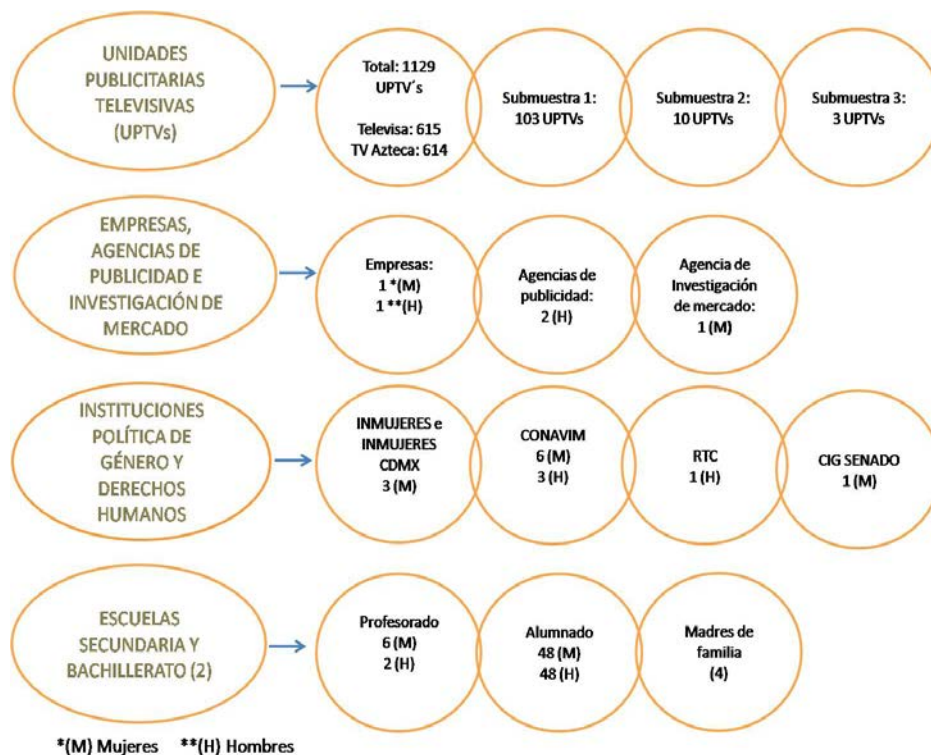 UNIDADES
PUBLICITARIAS
TELEVISIVAS
(UPTVs)
Total: 1129
UPTV´s
Televisa: 615
TV Azteca: 614
Submuestra 1:
103 UPTVs
Submuestra 2:
10 UPTVs
Submuestra 3:
3 UPTVs
EMPRESAS,
AGENCIAS DE
PUBLICIDAD E
INVESTIGACIÓN DE
MERCADO
Empresas:
1 *(M)
1 **(H)
Agencias de
publicidad:
2 (H)
Agencia de
Investigación
de mercado:
1 (M)
INSTITUCIONES
POLÍTICA DE
GÉNERO Y
DERECHOS
HUMANOS
INMUJERES e
INMUJERES
CDMX
3 (M)
CONAVIM
6 (M)
3 (H)
RTC
1 (H)
CIG SENADO
1 (M)
ESCUELAS
SECUNDARIA Y
BACHILLERATO (2)
Profesorado
6 (M)
2 (H)
Alumnado
48 (M)
48 (H)
Madres de
familia
(4)
*(M) Mujeres **(H) Hombres